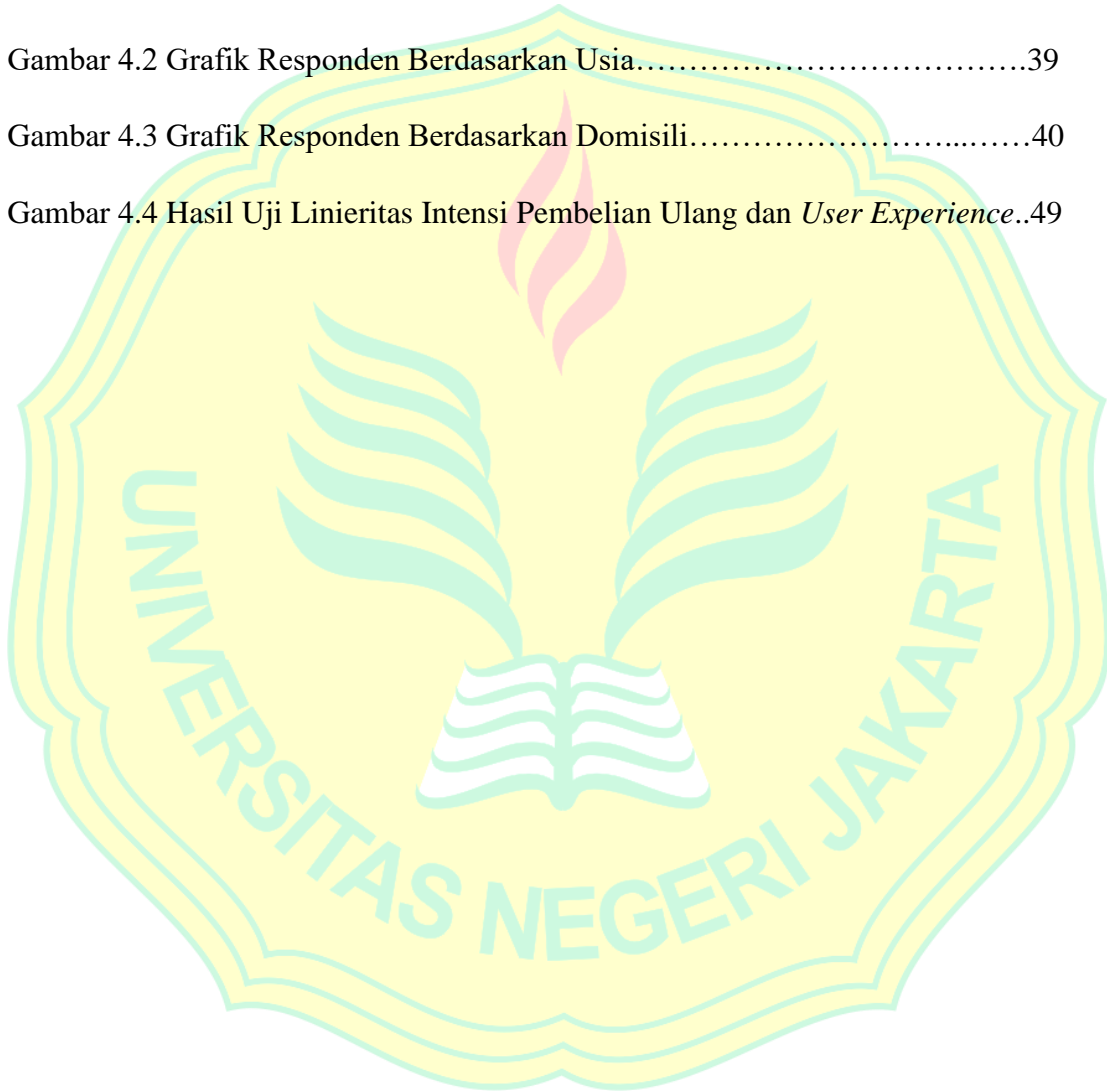 Gambar 4.2 Grafik Responden Berdasarkan Usia……………….……………………….39
Gambar 4.3 Grafik Responden Berdasarkan Domisili……………………...……40
Gambar 4.4 Hasil Uji Linieritas Intensi Pembelian Ulang dan User Experience..49
UNIVERSITAS NEGERI JAKARTA